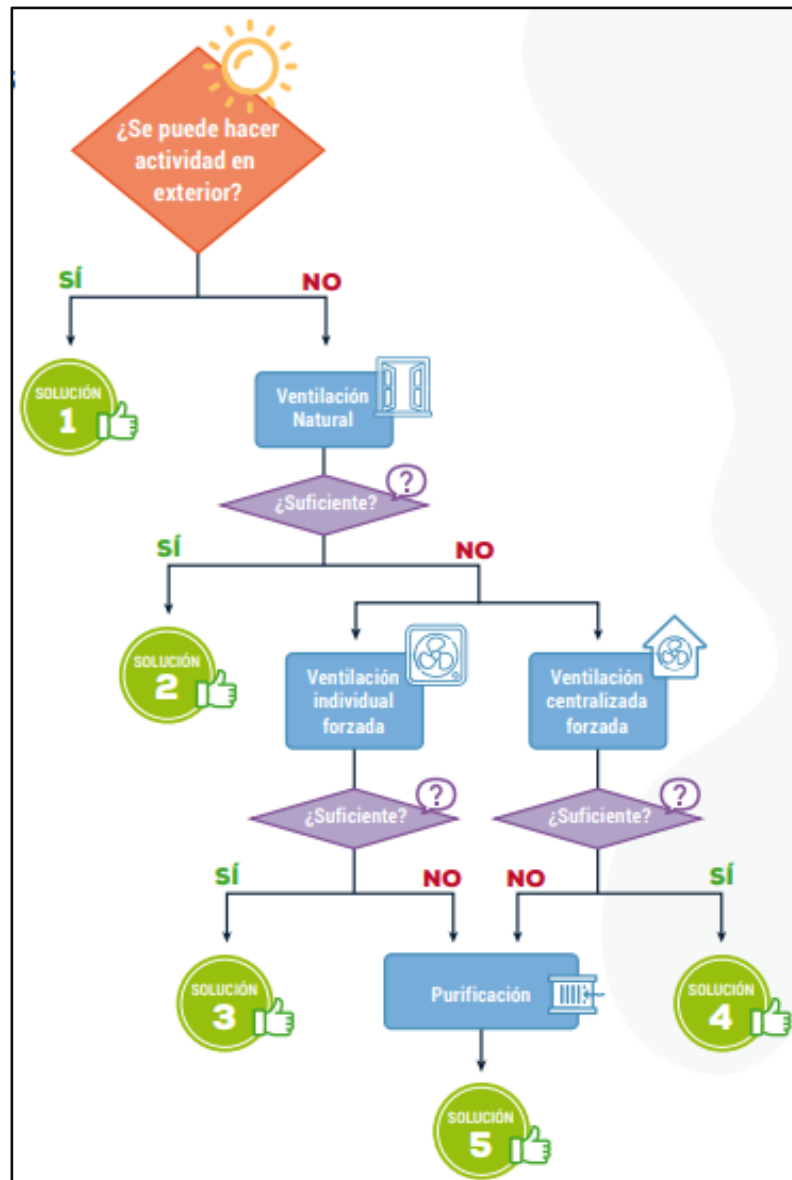 ¿Se puede hacer
actividad en
exterior?
SÍ
NO
SOLUCIÓN
1
Ventilación
Natural
?
¿Suficiente?
SÍ
NO
SOLUCIÓN
2
Ventilación
individual
forzada
Ventilación
centralizada
forzada
?
¿Suficiente?
?
¿Suficiente?
SÍ
NO
NO
SÍ
SOLUCIÓN
3
Purificación
SOLUCIÓN
4
SOLUCIÓN
5